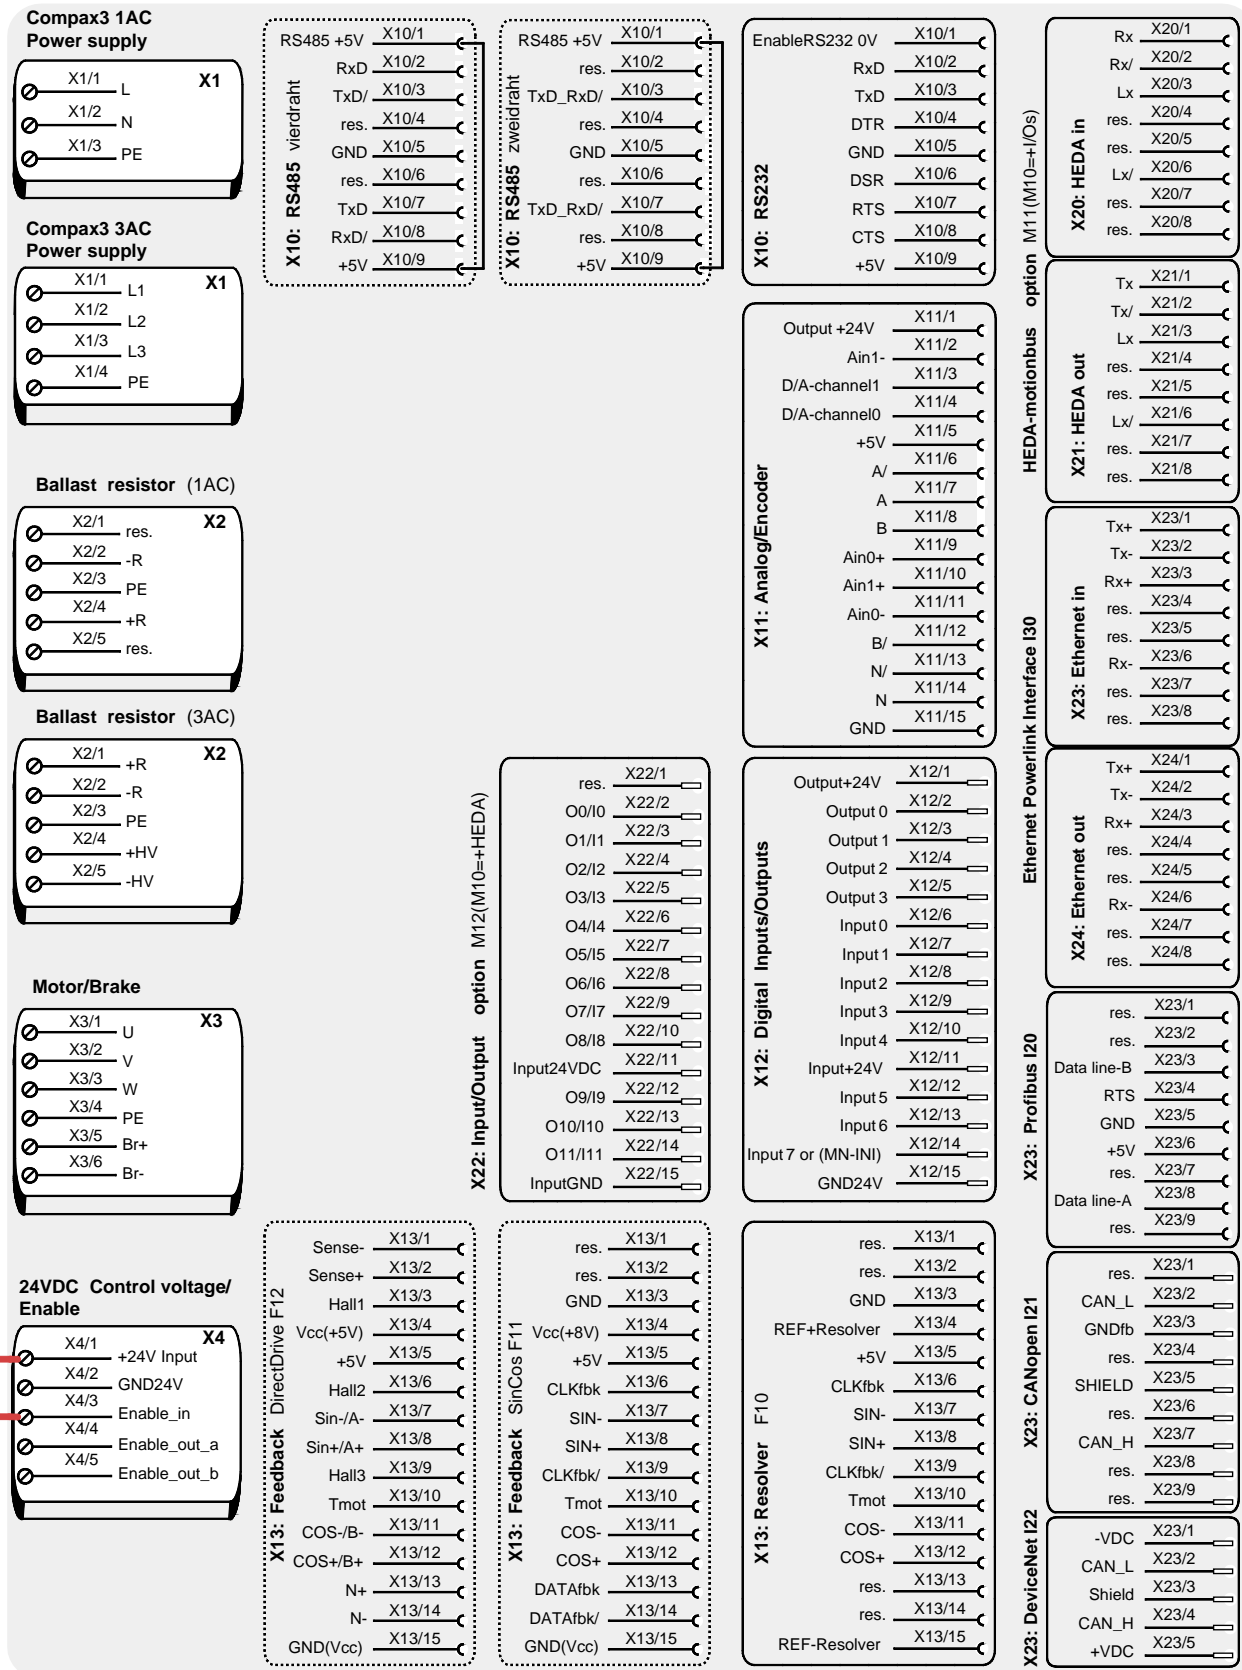 Compax3 1AC
Power supply
X1
X1/1 L
X1/2 N
X1/3 PE
Compax3 3AC
Power supply
X1
X1/1 L1
X1/2 L2
X1/3 L3
X1/4 PE
Ballast resistor (1AC)
X2
X2/1 res.
X2/2 -R
X2/3 PE
X2/4 +R
X2/5 res.
Ballast resistor (3AC)
X2
X2/1 +R
X2/2 -R
X2/3 PE
X2/4 +HV
X2/5 -HV
Motor/Brake
X3
X3/1 U
X3/2 V
X3/3 W
X3/4 PE
X3/5 Br+
X3/6 Br-
24VDC Control voltage/
Enable
X4
X4/1 +24V Input
X4/2 GND24V
X4/3 Enable_in
X4/4 Enable_out_a
X4/5 Enable_out_b
X10: RS485 vierdraht
RS485 +5V X10/1
RxD X10/2
TxD/ X10/3
res. X10/4
GND X10/5
res. X10/6
TxD X10/7
RxD/ X10/8
+5V X10/9
X10: RS485 zweidraht
RS485 +5V X10/1
res. X10/2
TxD_RxD/ X10/3
res. X10/4
GND X10/5
res. X10/6
TxD_RxD/ X10/7
res. X10/8
+5V X10/9
X10: RS232
EnableRS232 0V X10/1
RxD X10/2
TxD X10/3
DTR X10/4
GND X10/5
DSR X10/6
RTS X10/7
CTS X10/8
+5V X10/9
X11: Analog/Encoder
Output +24V X11/1
Ain1- X11/2
D/A-channel1 X11/3
D/A-channel0 X11/4
+5V X11/5
A/ X11/6
A X11/7
B X11/8
Ain0+ X11/9
Ain1+ X11/10
Ain0- X11/11
B/ X11/12
N/ X11/13
N X11/14
GND X11/15
X22: Input/Output option M12(M10=+HEDA)
res. X22/1
O0/I0 X22/2
O1/I1 X22/3
O2/I2 X22/4
O3/I3 X22/5
O4/I4 X22/6
O5/I5 X22/7
O6/I6 X22/8
O7/I7 X22/9
O8/I8 X22/10
Input24VDC X22/11
O9/I9 X22/12
O10/I10 X22/13
O11/I11 X22/14
InputGND X22/15
X12: Digital Inputs/Outputs
Output+24V X12/1
Output 0 X12/2
Output 1 X12/3
Output 2 X12/4
Output 3 X12/5
Input 0 X12/6
Input 1 X12/7
Input 2 X12/8
Input 3 X12/9
Input 4 X12/10
Input+24V X12/11
Input 5 X12/12
Input 6 X12/13
Input 7 or (MN-INI) X12/14
GND24V X12/15
X13: Feedback DirectDrive F12
Sense- X13/1
Sense+ X13/2
Hall1 X13/3
Vcc(+5V) X13/4
+5V X13/5
Hall2 X13/6
Sin-/A- X13/7
Sin+/A+ X13/8
Hall3 X13/9
Tmot X13/10
COS-/B- X13/11
COS+/B+ X13/12
N+ X13/13
N- X13/14
GND(Vcc) X13/15
X13: Feedback SinCos F11
res. X13/1
res. X13/2
GND X13/3
Vcc(+8V) X13/4
+5V X13/5
CLKfbk X13/6
SIN- X13/7
SIN+ X13/8
CLKfbk/ X13/9
Tmot X13/10
COS- X13/11
COS+ X13/12
DATAfbk X13/13
DATAfbk/ X13/14
GND(Vcc) X13/15
X13: Resolver F10
res. X13/1
res. X13/2
GND X13/3
REF+Resolver X13/4
+5V X13/5
CLKfbk X13/6
SIN- X13/7
SIN+ X13/8
CLKfbk/ X13/9
Tmot X13/10
COS- X13/11
COS+ X13/12
res. X13/13
res. X13/14
REF-Resolver X13/15
HEDA-motionbus option M11(M10=+I/Os)
X20: HEDA in
Rx X20/1
Rx/ X20/2
Lx X20/3
res. X20/4
res. X20/5
Lx/ X20/6
res. X20/7
res. X20/8
X21: HEDA out
Tx X21/1
Tx/ X21/2
Lx X21/3
res. X21/4
res. X21/5
Lx/ X21/6
res. X21/7
res. X21/8
Ethernet Powerlink Interface I30
X23: Ethernet in
Tx+ X23/1
Tx- X23/2
Rx+ X23/3
res. X23/4
res. X23/5
Rx- X23/6
res. X23/7
res. X23/8
X24: Ethernet out
Tx+ X24/1
Tx- X24/2
Rx+ X24/3
res. X24/4
res. X24/5
Rx- X24/6
res. X24/7
res. X24/8
X23: Profibus I20
res. X23/1
res. X23/2
Data line-B X23/3
RTS X23/4
GND X23/5
+5V X23/6
res. X23/7
Data line-A X23/8
res. X23/9
X23: CANopen I21
res. X23/1
CAN_L X23/2
GNDfb X23/3
res. X23/4
SHIELD X23/5
res. X23/6
CAN_H X23/7
res. X23/8
res. X23/9
X23: DeviceNet I22
-VDC X23/1
CAN_L X23/2
Shield X23/3
CAN_H X23/4
+VDC X23/5